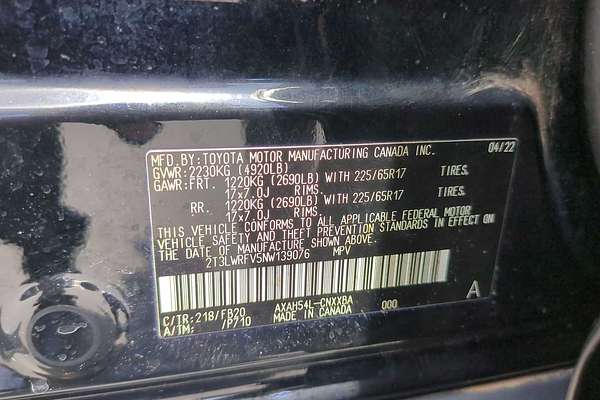 MFD.BY:TOYOTA MOTOR MANUFACTURING CANADA INC. 04/22
GVWR:2230KG (4920LB)
GAWR:FRT. 1220KG (2690LB) WITH 225/65R17 TIRES.
17x7.0J RIMS.
RR. 1220KG (2690LB) WITH 225/65R17 TIRES.
17x7.0J RIMS.
THIS VEHICLE CONFORMS TO ALL APPLICABLE FEDERAL MOTOR
VEHICLE SAFETY AND THEFT PREVENTION STANDARDS IN EFFECT ON
THE DATE OF MANUFACTURE SHOWN ABOVE.
2T3LWRFV5NW139076 MPV
C/TR:218/FB20 AXAH54L-CNXXBA 000 A
A/TM: /P710 MADE IN CANADA